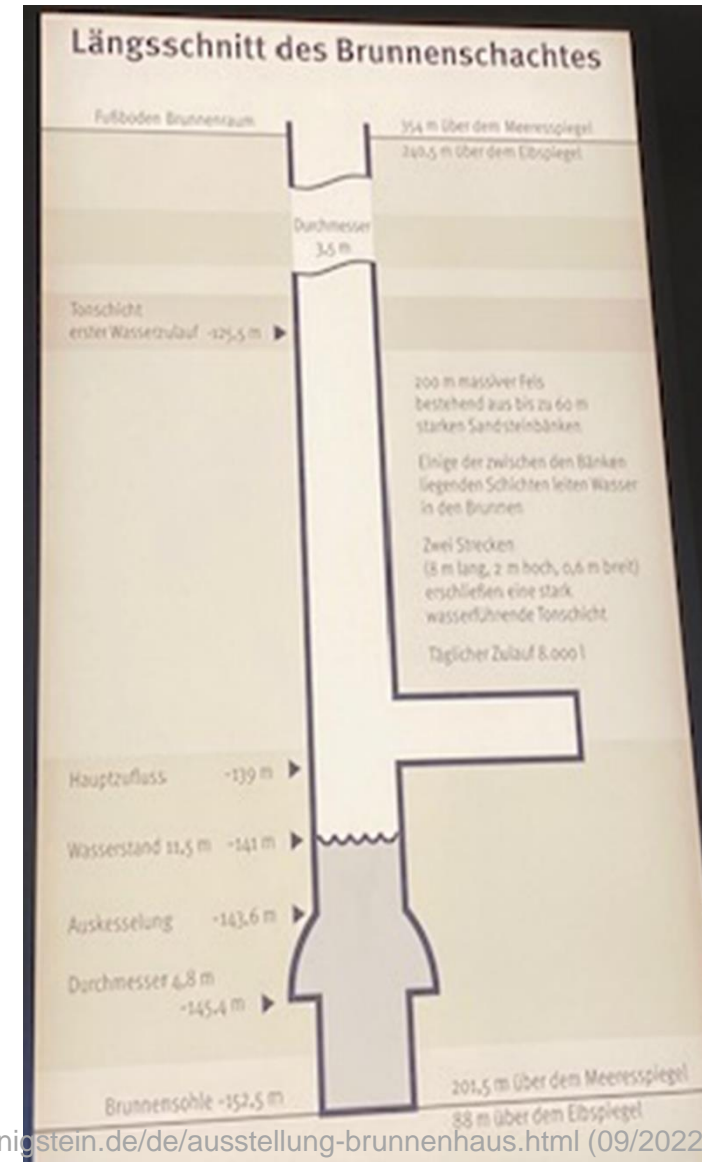 Längsschnitt des Brunnenschachtes
Fußboden Brunnenraum
354 m über dem Meeresspiegel
240,5 m über dem Elbspiegel
Durchmesser
3,5 m
Tonschicht
erster Wasserzulauf -125,5 m
200 m massiver Fels
bestehend aus bis zu 60 m
starken Sandsteinbänken
Einige der zwischen den Bänken
liegenden Schichten leiten Wasser
in den Brunnen
Zwei Strecken
(8 m lang, 2 m hoch, 0,6 m breit)
erschließen eine stark
wasserführende Tonschicht
Täglicher Zulauf 8.000 l
Hauptzufluss -139 m
Wasserstand 11,5 m -141 m
Auskesselung -143,6 m
Durchmesser 4,8 m
-145,4 m
Brunnensohle -152,5 m
201,5 m über dem Meeresspiegel
88 m über dem Elbspiegel
nigstein.de/de/ausstellung-brunnenhaus.html (09/2022